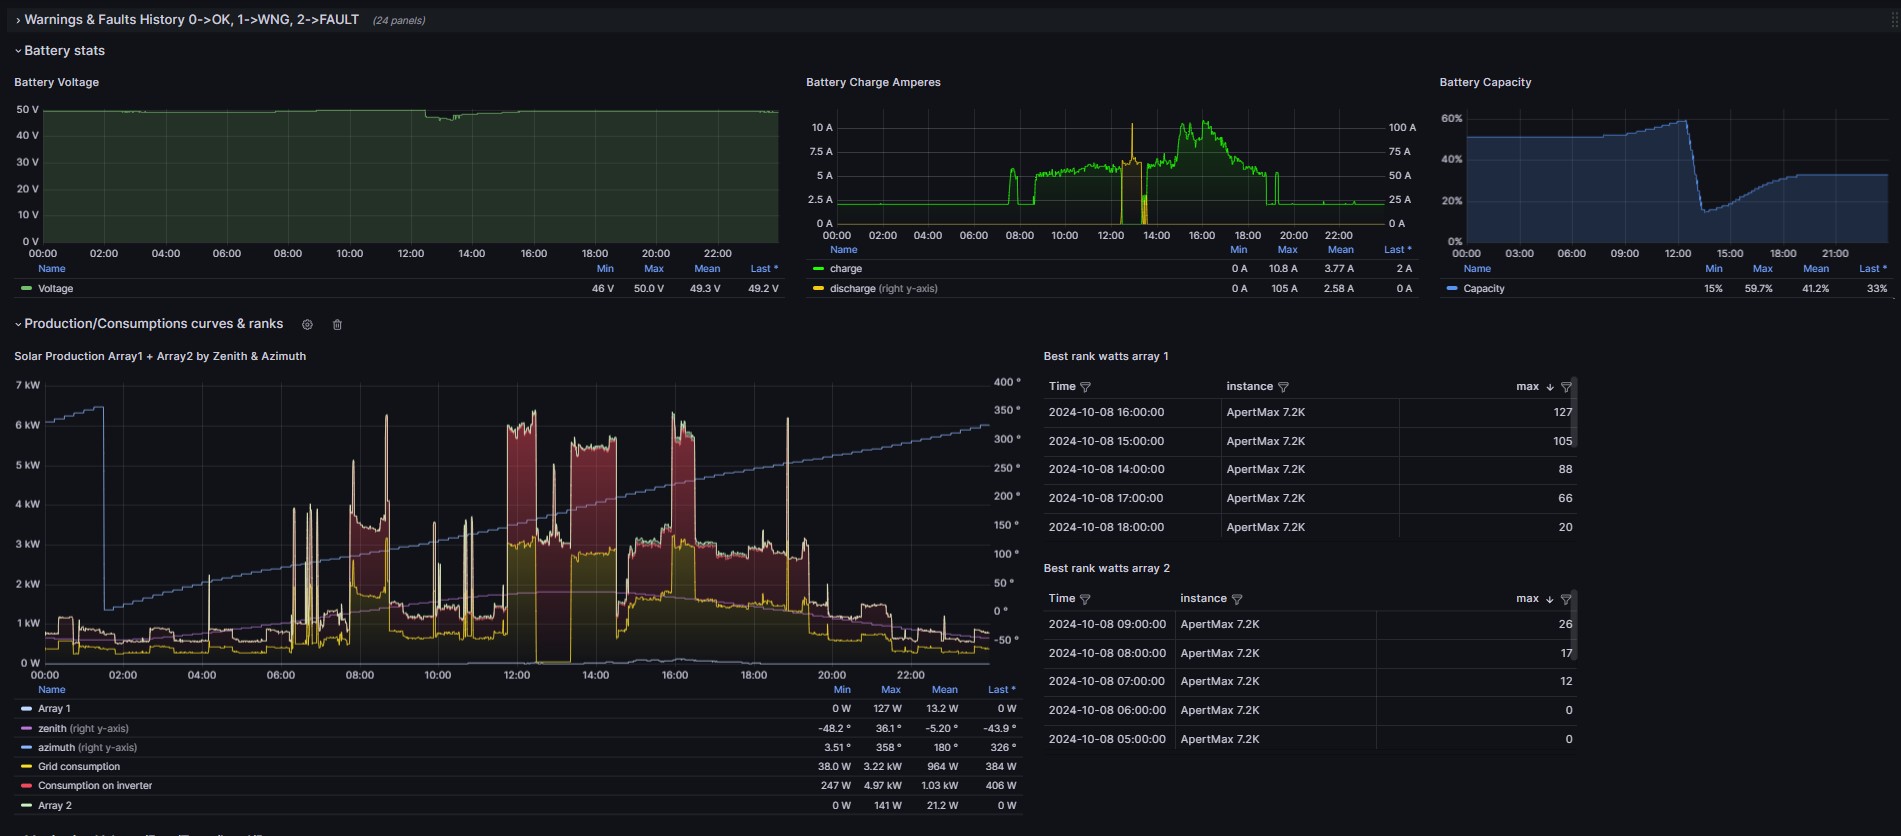 Warnings & Faults History 0->OK, 1->WNG, 2->FAULT (24 panels)
Battery stats
Battery Voltage
50 V
40 V
30 V
20 V
10 V
0 V
00:00 02:00 04:00 06:00 08:00 10:00 12:00 14:00 16:00 18:00 20:00 22:00
Name Min Max Mean Last *
Voltage 46 V 50.0 V 49.3 V 49.2 V
Battery Charge Amperes
10 A 100 A
7.5 A 75 A
5 A 50 A
2.5 A 25 A
0 A 0 A
00:00 02:00 04:00 06:00 08:00 10:00 12:00 14:00 16:00 18:00 20:00 22:00
Name Min Max Mean Last *
charge 0 A 10.8 A 3.77 A 2 A
discharge (right y-axis) 0 A 105 A 2.58 A 0 A
Battery Capacity
60%
40%
20%
0%
00:00 03:00 06:00 09:00 12:00 15:00 18:00 21:00
Name Min Max Mean Last *
Capacity 15% 59.7% 41.2% 33%
Production/Consumptions curves & ranks
Solar Production Array1 + Array2 by Zenith & Azimuth
7 kW 400 °
6 kW 350 °
5 kW 300 °
4 kW 250 °
3 kW 200 °
2 kW 150 °
1 kW 100 °
0 W 50 °
0 °
-50 °
00:00 02:00 04:00 06:00 08:00 10:00 12:00 14:00 16:00 18:00 20:00 22:00
Name Min Max Mean Last *
Array 1 0 W 127 W 13.2 W 0 W
zenith (right y-axis) -48.2 ° 36.1 ° -5.20 ° -43.9 °
azimuth (right y-axis) 3.51 ° 358 ° 180 ° 326 °
Grid consumption 38.0 W 3.22 kW 964 W 384 W
Consumption on inverter 247 W 4.97 kW 1.03 kW 406 W
Array 2 0 W 141 W 21.2 W 0 W
Best rank watts array 1
Time instance max
2024-10-08 16:00:00 ApertMax 7.2K 127
2024-10-08 15:00:00 ApertMax 7.2K 105
2024-10-08 14:00:00 ApertMax 7.2K 88
2024-10-08 17:00:00 ApertMax 7.2K 66
2024-10-08 18:00:00 ApertMax 7.2K 20
Best rank watts array 2
Time instance max
2024-10-08 09:00:00 ApertMax 7.2K 26
2024-10-08 08:00:00 ApertMax 7.2K 17
2024-10-08 07:00:00 ApertMax 7.2K 12
2024-10-08 06:00:00 ApertMax 7.2K 0
2024-10-08 05:00:00 ApertMax 7.2K 0